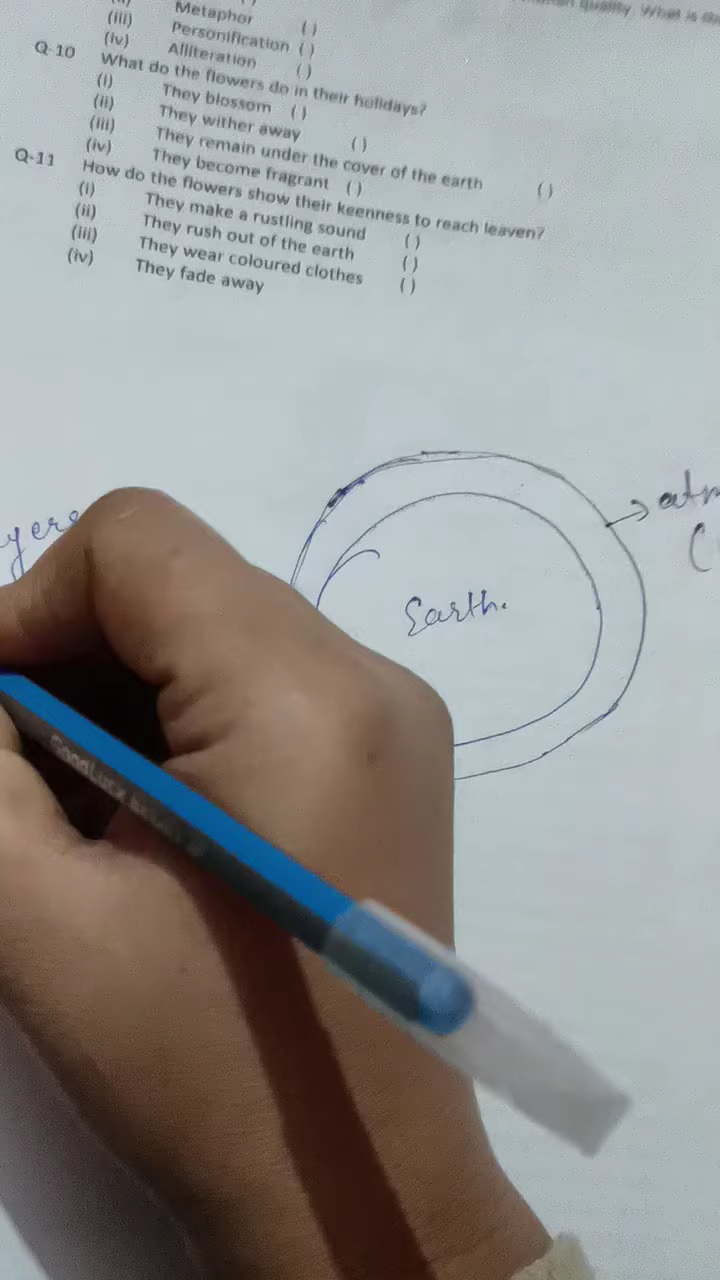 (iii) Metaphor ( )
Personification ( )
(iv) Alliteration ( )
Q-10 What do the flowers do in their holidays?
(i) They blossom ( )
(ii) They wither away ( )
(iii) They remain under the cover of the earth ( )
(iv) They become fragrant ( )
Q-11 How do the flowers show their keenness to reach leaven?
(i) They make a rustling sound ( )
(ii) They rush out of the earth ( )
(iii) They wear coloured clothes ( )
(iv) They fade away
Earth.
GoodLuck